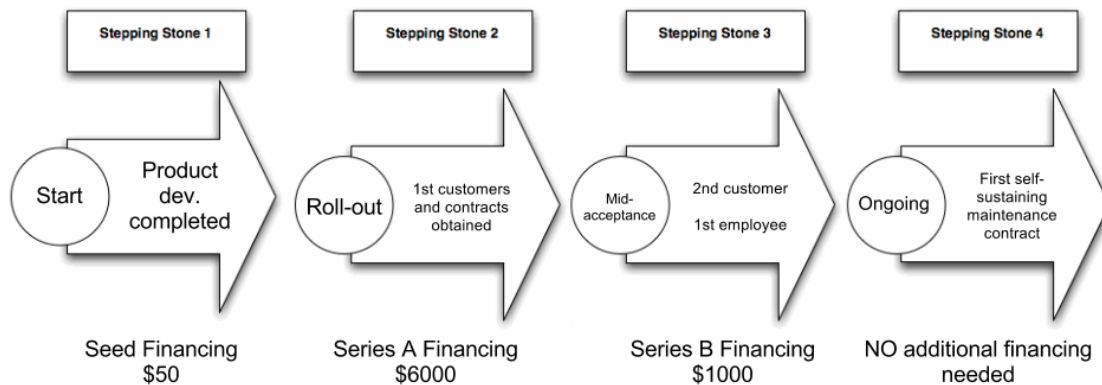 Stepping Stone 1
Stepping Stone 2
Stepping Stone 3
Stepping Stone 4
Start
Product
dev.
completed
Roll-out
1st customers
and contracts
obtained
Mid-
acceptance
2nd customer
1st employee
Ongoing
First self-
sustaining
maintenance
contract
Seed Financing
$50
Series A Financing
$6000
Series B Financing
$1000
NO additional financing
needed